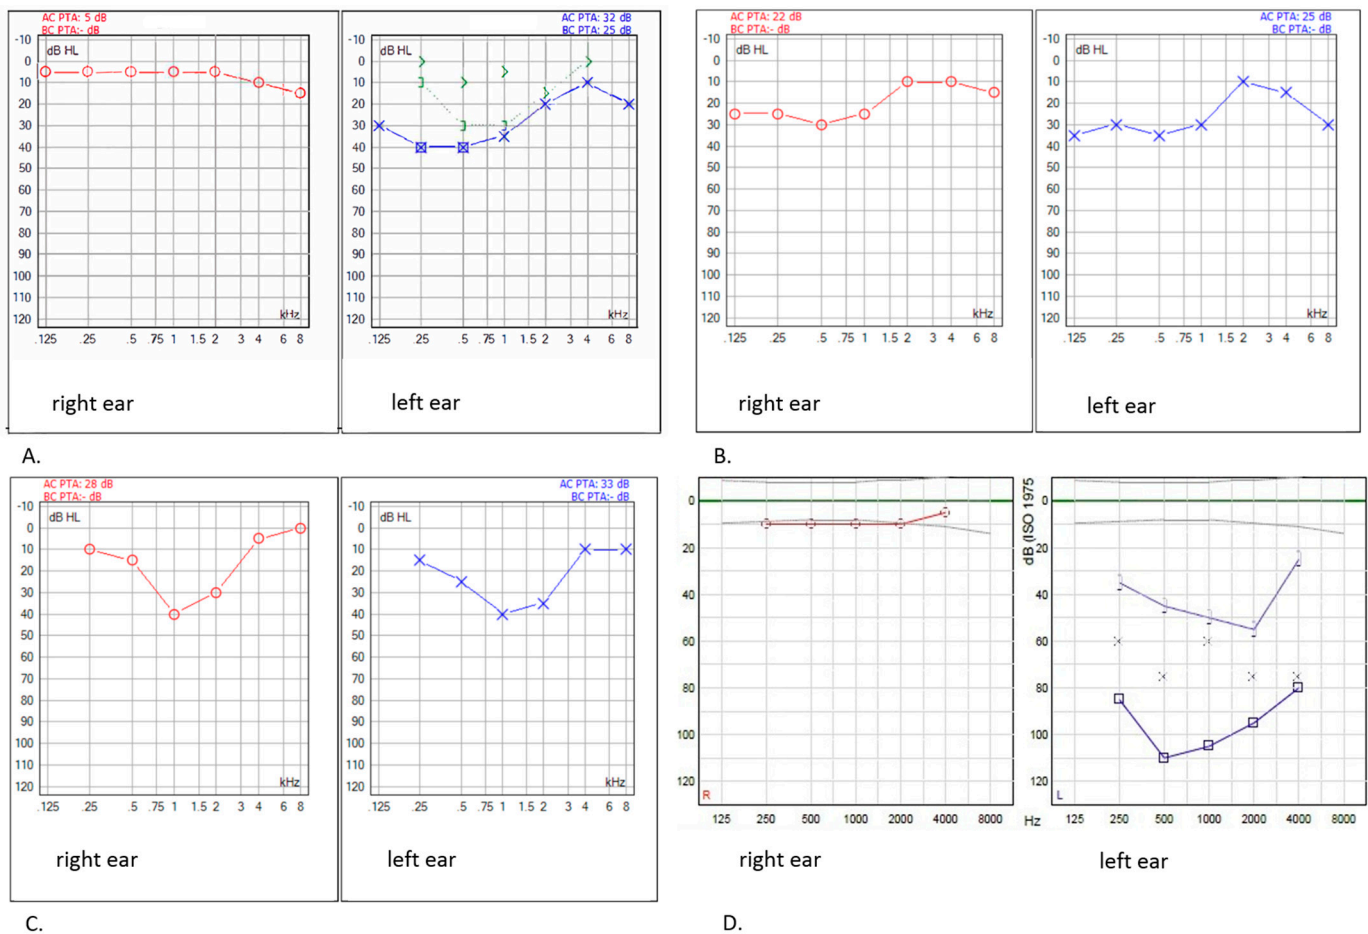 AC PTA: 5 dB
BC PTA:- dB
AC PTA: 32 dB
BC PTA: 25 dB
AC PTA: 22 dB
BC PTA:- dB
AC PTA: 25 dB
BC PTA:- dB
-10 dB HL
0
10
20
30
40
50
60
70
80
90
100
110
120 kHz
.125 .25 .5 .75 1 1.5 2 3 4 6 8
right ear
-10 dB HL
0
10
20
30
40
50
60
70
80
90
100
110
120 kHz
.125 .25 .5 .75 1 1.5 2 3 4 6 8
left ear
A.
-10 dB HL
0
10
20
30
40
50
60
70
80
90
100
110
120 kHz
.125 .25 .5 .75 1 1.5 2 3 4 6 8
right ear
-10 dB HL
0
10
20
30
40
50
60
70
80
90
100
110
120 kHz
.125 .25 .5 .75 1 1.5 2 3 4 6 8
left ear
B.
AC PTA: 28 dB
BC PTA:- dB
AC PTA: 33 dB
BC PTA:- dB
-10 dB HL
0
10
20
30
40
50
60
70
80
90
100
110
120 kHz
.125 .25 .5 .75 1 1.5 2 3 4 6 8
right ear
-10 dB HL
0
10
20
30
40
50
60
70
80
90
100
110
120 kHz
.125 .25 .5 .75 1 1.5 2 3 4 6 8
left ear
C.
0
20
40
60
80
100
120
R
125 250 500 1000 2000 4000 8000 Hz
right ear
dB (ISO 1975
0
20
40
60
80
100
120
L
125 250 500 1000 2000 4000 8000
left ear
D.